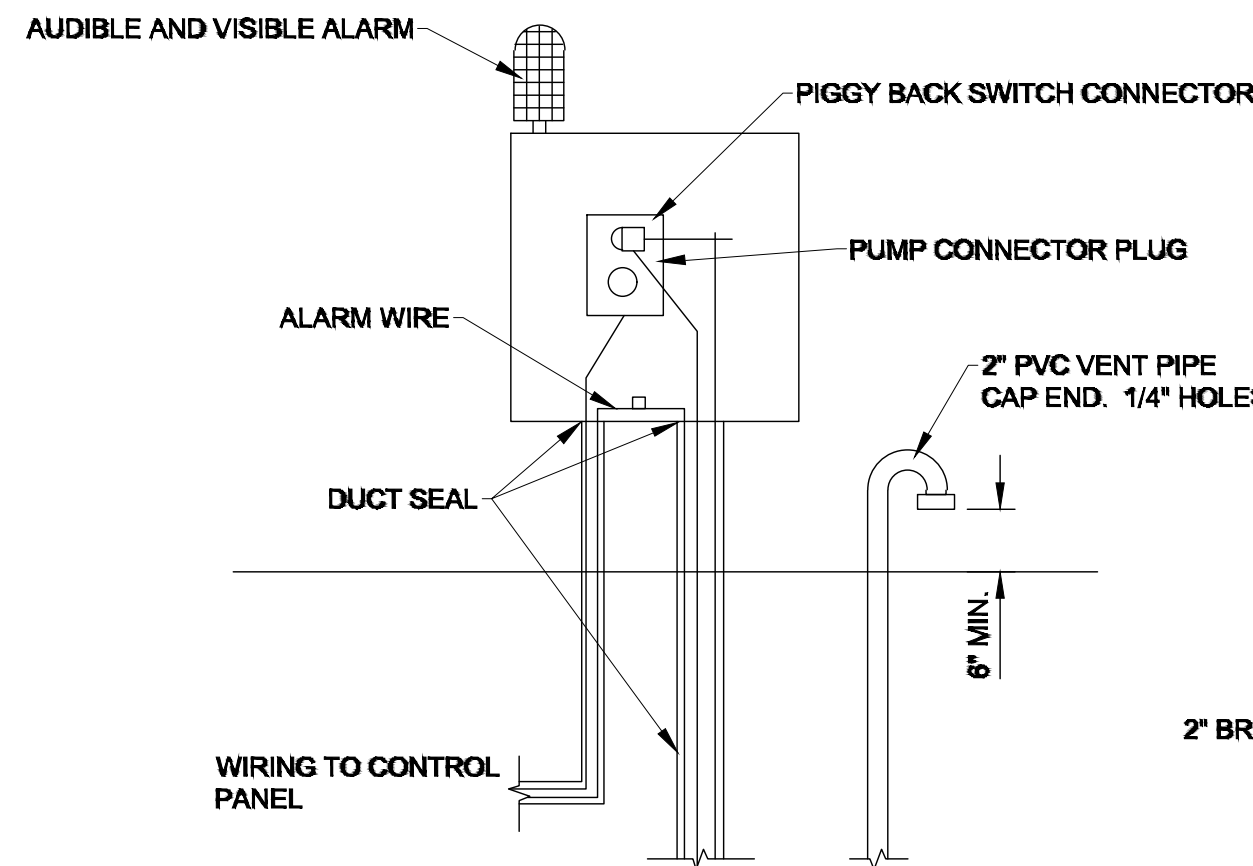 AUDIBLE AND VISIBLE ALARM
PIGGY BACK SWITCH CONNECTOR
PUMP CONNECTOR PLUG
ALARM WIRE
2" PVC VENT PIPE
CAP END. 1/4" HOLES
DUCT SEAL
6" MIN.
2" BR
WIRING TO CONTROL
PANEL